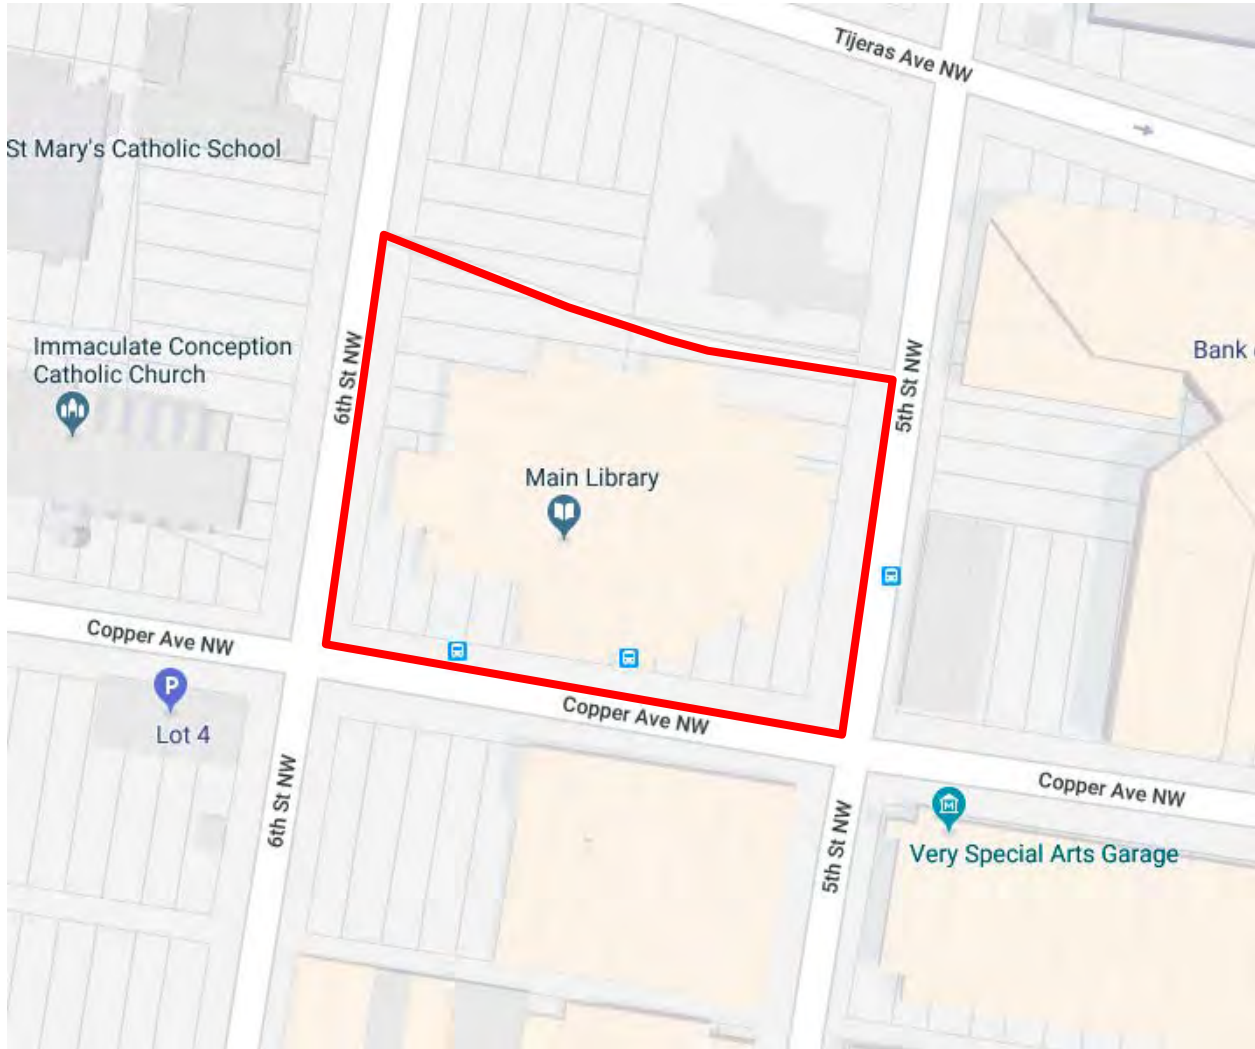 Tijeras Ave NW
St Mary's Catholic School
Immaculate Conception
Catholic Church
6th St NW
5th St NW
Bank
Main Library
Copper Ave NW
P
Lot 4
Copper Ave NW
6th St NW
5th St NW
Copper Ave NW
M
Very Special Arts Garage